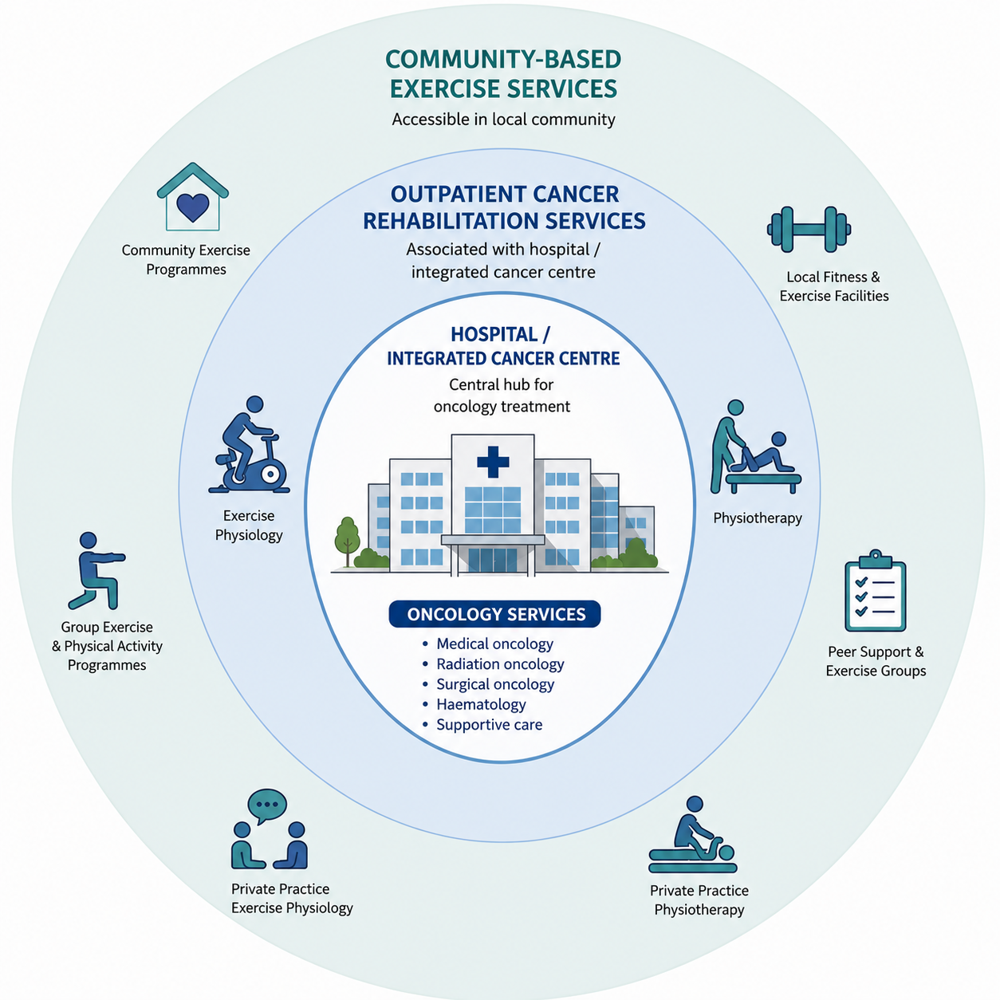 COMMUNITY-BASED
EXERCISE SERVICES
Accessible in local community
OUTPATIENT CANCER
REHABILITATION SERVICES
Associated with hospital /
integrated cancer centre
HOSPITAL /
INTEGRATED CANCER CENTRE
Central hub for
oncology treatment
Community Exercise
Programmes
Local Fitness &
Exercise Facilities
Exercise
Physiology
Physiotherapy
ONCOLOGY SERVICES
• Medical oncology
• Radiation oncology
• Surgical oncology
• Haematology
• Supportive care
Group Exercise
& Physical Activity
Programmes
Peer Support &
Exercise Groups
Private Practice
Exercise Physiology
Private Practice
Physiotherapy